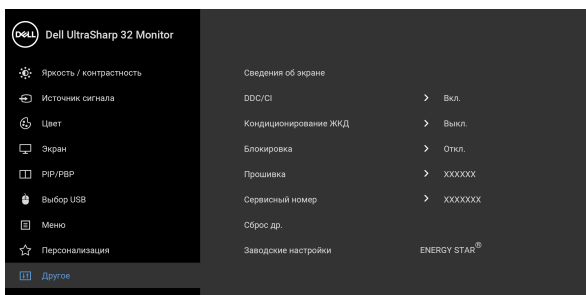 DELL Dell UltraSharp 32 Monitor
Яркость / контрастность
Источник сигнала
Цвет
Экран
PIP/PBP
Выбор USB
Меню
Персонализация
Другое
Сведения об экране
DDC/CI > Вкл.
Кондиционирование ЖКД > Выкл.
Блокировка > Откл.
Прошивка > XXXXXX
Сервисный номер > XXXXXXX
Сброс др.
Заводские настройки ENERGY STAR®